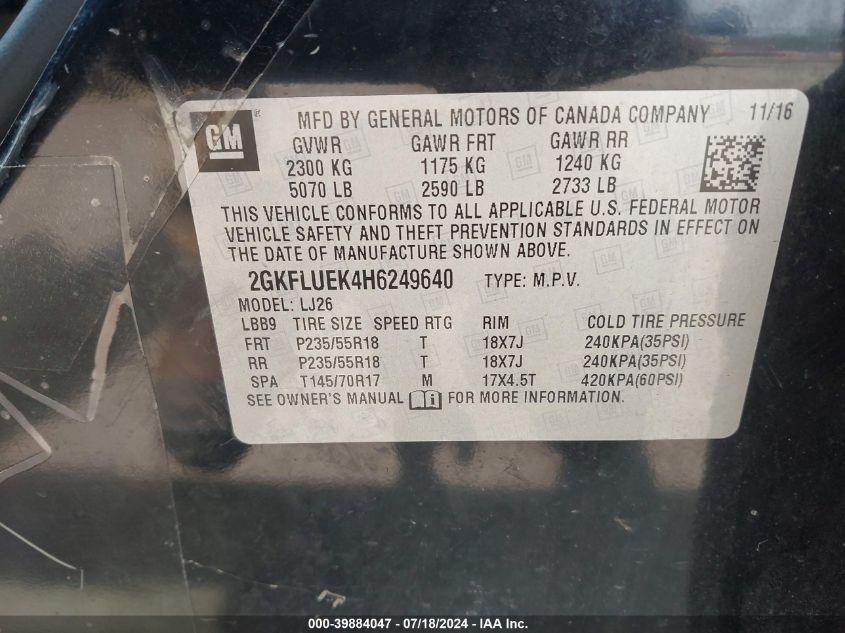 GM MFD BY GENERAL MOTORS OF CANADA COMPANY 11/16
GVWR GAWR FRT GAWR RR
2300 KG 1175 KG 1240 KG
5070 LB 2590 LB 2733 LB
THIS VEHICLE CONFORMS TO ALL APPLICABLE U.S. FEDERAL MOTOR
VEHICLE SAFETY AND THEFT PREVENTION STANDARDS IN EFFECT ON
THE DATE OF MANUFACTURE SHOWN ABOVE.
2GKFLUEK4H6249640 TYPE: M.P.V.
MODEL: LJ26
LBB9 TIRE SIZE SPEED RTG RIM COLD TIRE PRESSURE
FRT P235/55R18 T 18X7J 240KPA(35PSI)
RR P235/55R18 T 18X7J 240KPA(35PSI)
SPA T145/70R17 M 17X4.5T 420KPA(60PSI)
SEE OWNER'S MANUAL FOR MORE INFORMATION.
000-39884047 / 07/18/2024 - IAA Inc.